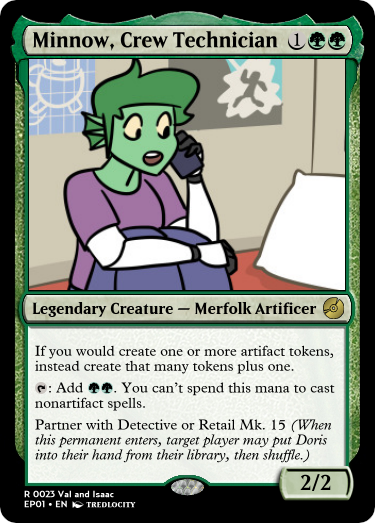 Minnow, Crew Technician 1
Legendary Creature — Merfolk Artificer
If you would create one or more artifact tokens,
instead create that many tokens plus one.
: Add . You can't spend this mana to cast
nonartifact spells.
Partner with Detective or Retail Mk. 15 (When
this permanent enters, target player may put Doris
into their hand from their library, then shuffle.)
2/2
R 0023 Val and Isaac
EP01 • EN TREDLOCITY